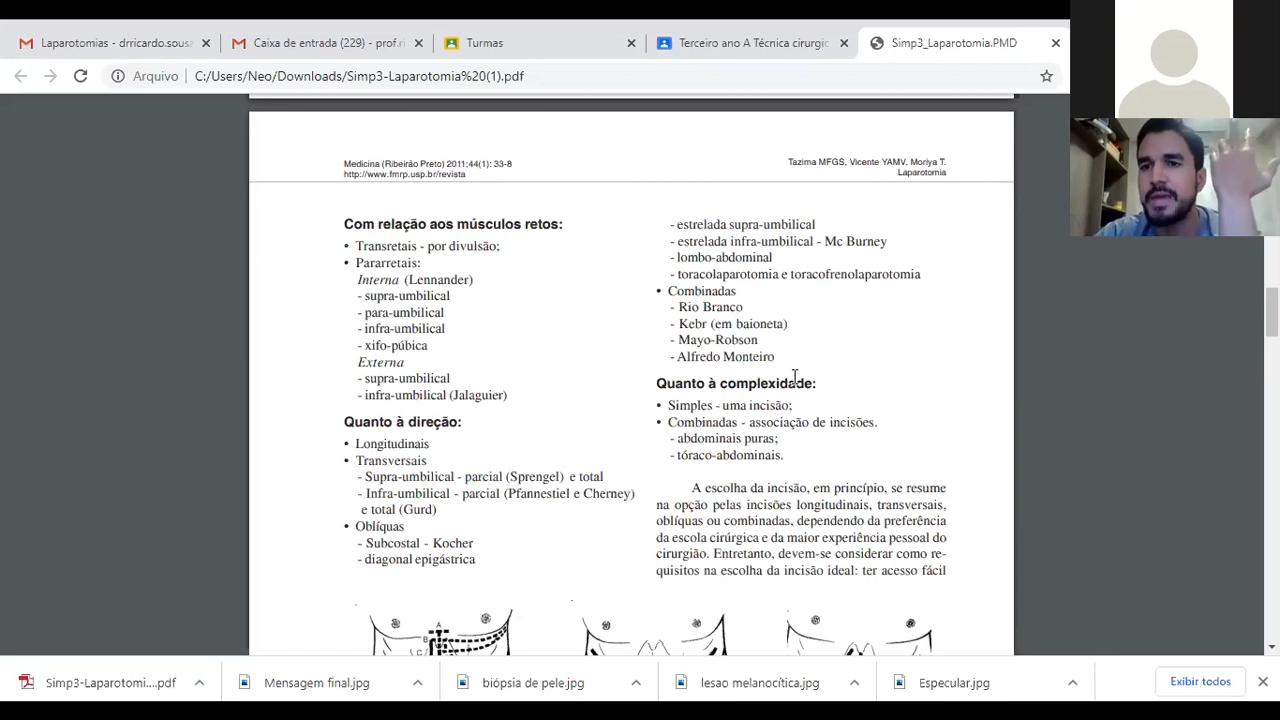 Laparotomias - drricardo.sousa
Caixa de entrada (229) - prof.r
Turmas
Terceiro ano A Técnica cirurgic
Simp3_Laparotomia.PMD
Arquivo
C:/Users/Neo/Downloads/Simp3-Laparotomia%20(1).pdf
Medicina (Ribeirão Preto) 2011;44(1): 33-8
http://www.fmrp.usp.br/revista
Tazima MFGS, Vicente YAMV, Moriya T.
Laparotomia
Com relação aos músculos retos:
• Transretais - por divulsão;
• Pararretais:
Interna (Lennander)
- supra-umbilical
- para-umbilical
- infra-umbilical
- xifo-púbica
Externa
- supra-umbilical
- infra-umbilical (Jalaguier)
Quanto à direção:
• Longitudinais
• Transversais
- Supra-umbilical - parcial (Sprengel) e total
- Infra-umbilical - parcial (Pfannestiel e Cherney)
e total (Gurd)
• Oblíquas
- Subcostal - Kocher
- diagonal epigástrica
- estrelada supra-umbilical
- estrelada infra-umbilical - Mc Burney
- lombo-abdominal
- toracolaparotomia e toracofrenolaparotomia
• Combinadas
- Rio Branco
- Kebr (em baioneta)
- Mayo-Robson
- Alfredo Monteiro
Quanto à complexidade:
• Simples - uma incisão;
• Combinadas - associação de incisões.
- abdominais puras;
- tóraco-abdominais.
A escolha da incisão, em princípio, se resume
na opção pelas incisões longitudinais, transversais,
oblíquas ou combinadas, dependendo da preferência
da escola cirúrgica e da maior experiência pessoal do
cirurgião. Entretanto, devem-se considerar como re-
quisitos na escolha da incisão ideal: ter acesso fácil
A
B
C
Simp3-Laparotomi....pdf
Mensagem final.jpg
biópsia de pele.jpg
lesao melanocítica.jpg
Especular.jpg
Exibir todos